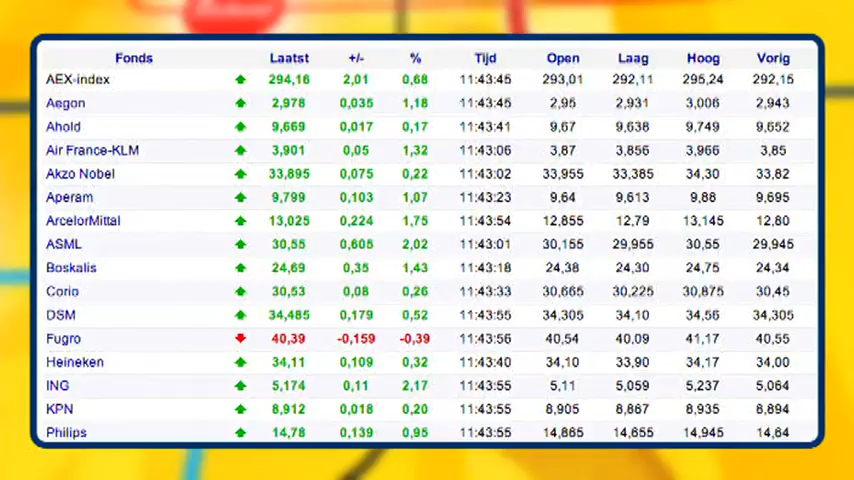 Fonds Laatst +/- % Tijd Open Laag Hoog Vorig
AEX-index 294,16 2,01 0,68 11:43:45 293,01 292,11 295,24 292,15
Aegon 2,978 0,035 1,18 11:43:45 2,95 2,931 3,006 2,943
Ahold 9,669 0,017 0,17 11:43:41 9,67 9,638 9,749 9,652
Air France-KLM 3,901 0,05 1,32 11:43:06 3,87 3,856 3,966 3,85
Akzo Nobel 33,895 0,075 0,22 11:43:02 33,955 33,385 34,30 33,82
Aperam 9,799 0,103 1,07 11:43:23 9,64 9,613 9,88 9,695
ArcelorMittal 13,025 0,224 1,75 11:43:54 12,855 12,79 13,145 12,80
ASML 30,55 0,605 2,02 11:43:01 30,155 29,955 30,55 29,945
Boskalis 24,69 0,35 1,43 11:43:18 24,38 24,30 24,75 24,34
Corio 30,53 0,08 0,26 11:43:33 30,665 30,225 30,875 30,45
DSM 34,485 0,179 0,52 11:43:55 34,305 34,10 34,56 34,305
Fugro 40,39 -0,159 -0,39 11:43:56 40,54 40,09 41,17 40,55
Heineken 34,11 0,109 0,32 11:43:40 34,10 33,90 34,17 34,00
ING 5,174 0,11 2,17 11:43:55 5,11 5,059 5,237 5,064
KPN 8,912 0,018 0,20 11:43:55 8,905 8,867 8,935 8,894
Philips 14,78 0,139 0,95 11:43:55 14,865 14,655 14,945 14,64